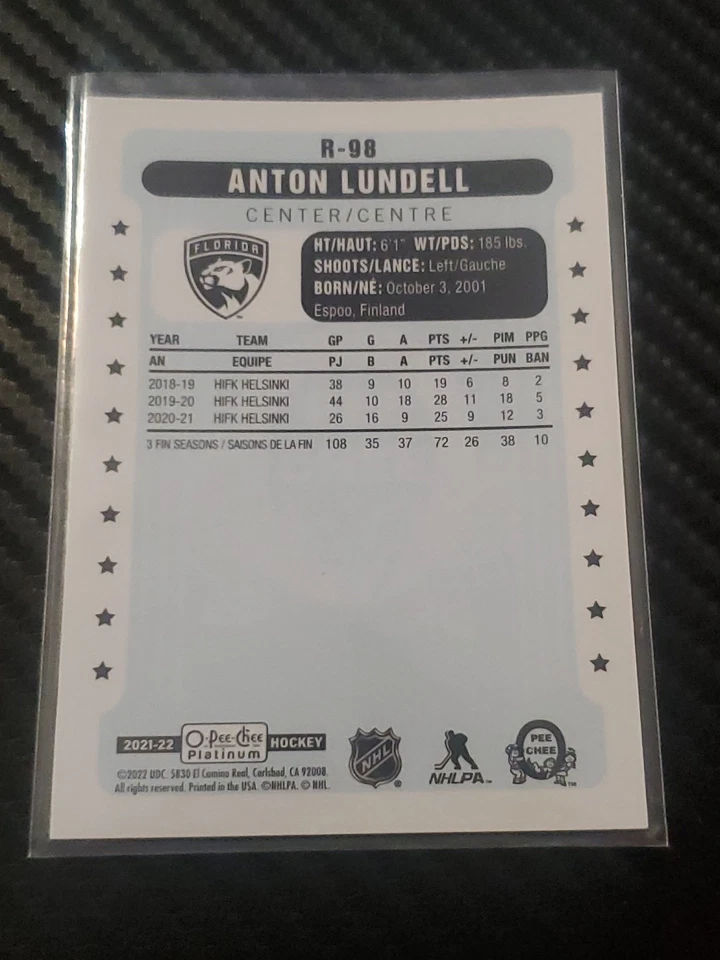 R-98
ANTON LUNDELL
CENTER/CENTRE
FLORIDA
HT/HAUT: 6'1" WT/PDS: 185 lbs.
SHOOTS/LANCE: Left/Gauche
BORN/NÉ: October 3, 2001
Espoo, Finland
YEAR TEAM GP G A PTS +/- PIM PPG
AN EQUIPE PJ B A PTS +/- PUN BAN
2018-19 HIFK HELSINKI 38 9 10 19 6 8 2
2019-20 HIFK HELSINKI 44 10 18 28 11 18 5
2020-21 HIFK HELSINKI 26 16 9 25 9 12 3
3 FIN SEASONS / SAISONS DE LA FIN 108 35 37 72 26 38 10
2021-22 O-Pee-Chee Platinum HOCKEY
NHL
NHLPA™
O PEE CHEE ™
©2022 UDC. 5830 El Camino Real, Carlsbad, CA 92008.
All rights reserved. Printed in the USA. ©NHLPA. © NHL.